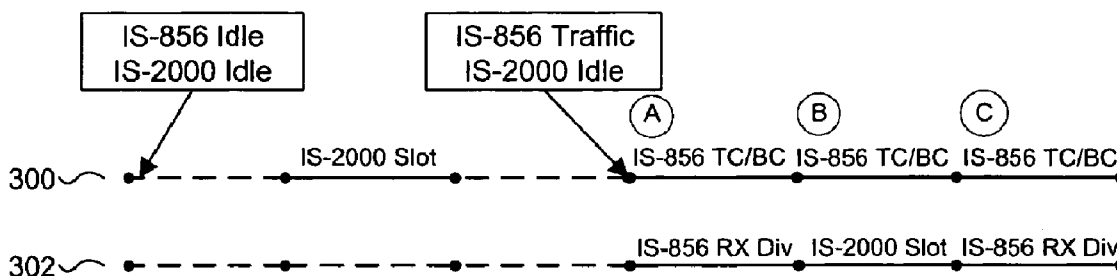 IS-856 Idle
IS-2000 Idle
IS-856 Traffic
IS-2000 Idle
A
B
C
IS-2000 Slot
IS-856 TC/BC
IS-856 TC/BC
IS-856 TC/BC
300
IS-856 RX Div
IS-2000 Slot
IS-856 RX Div
302